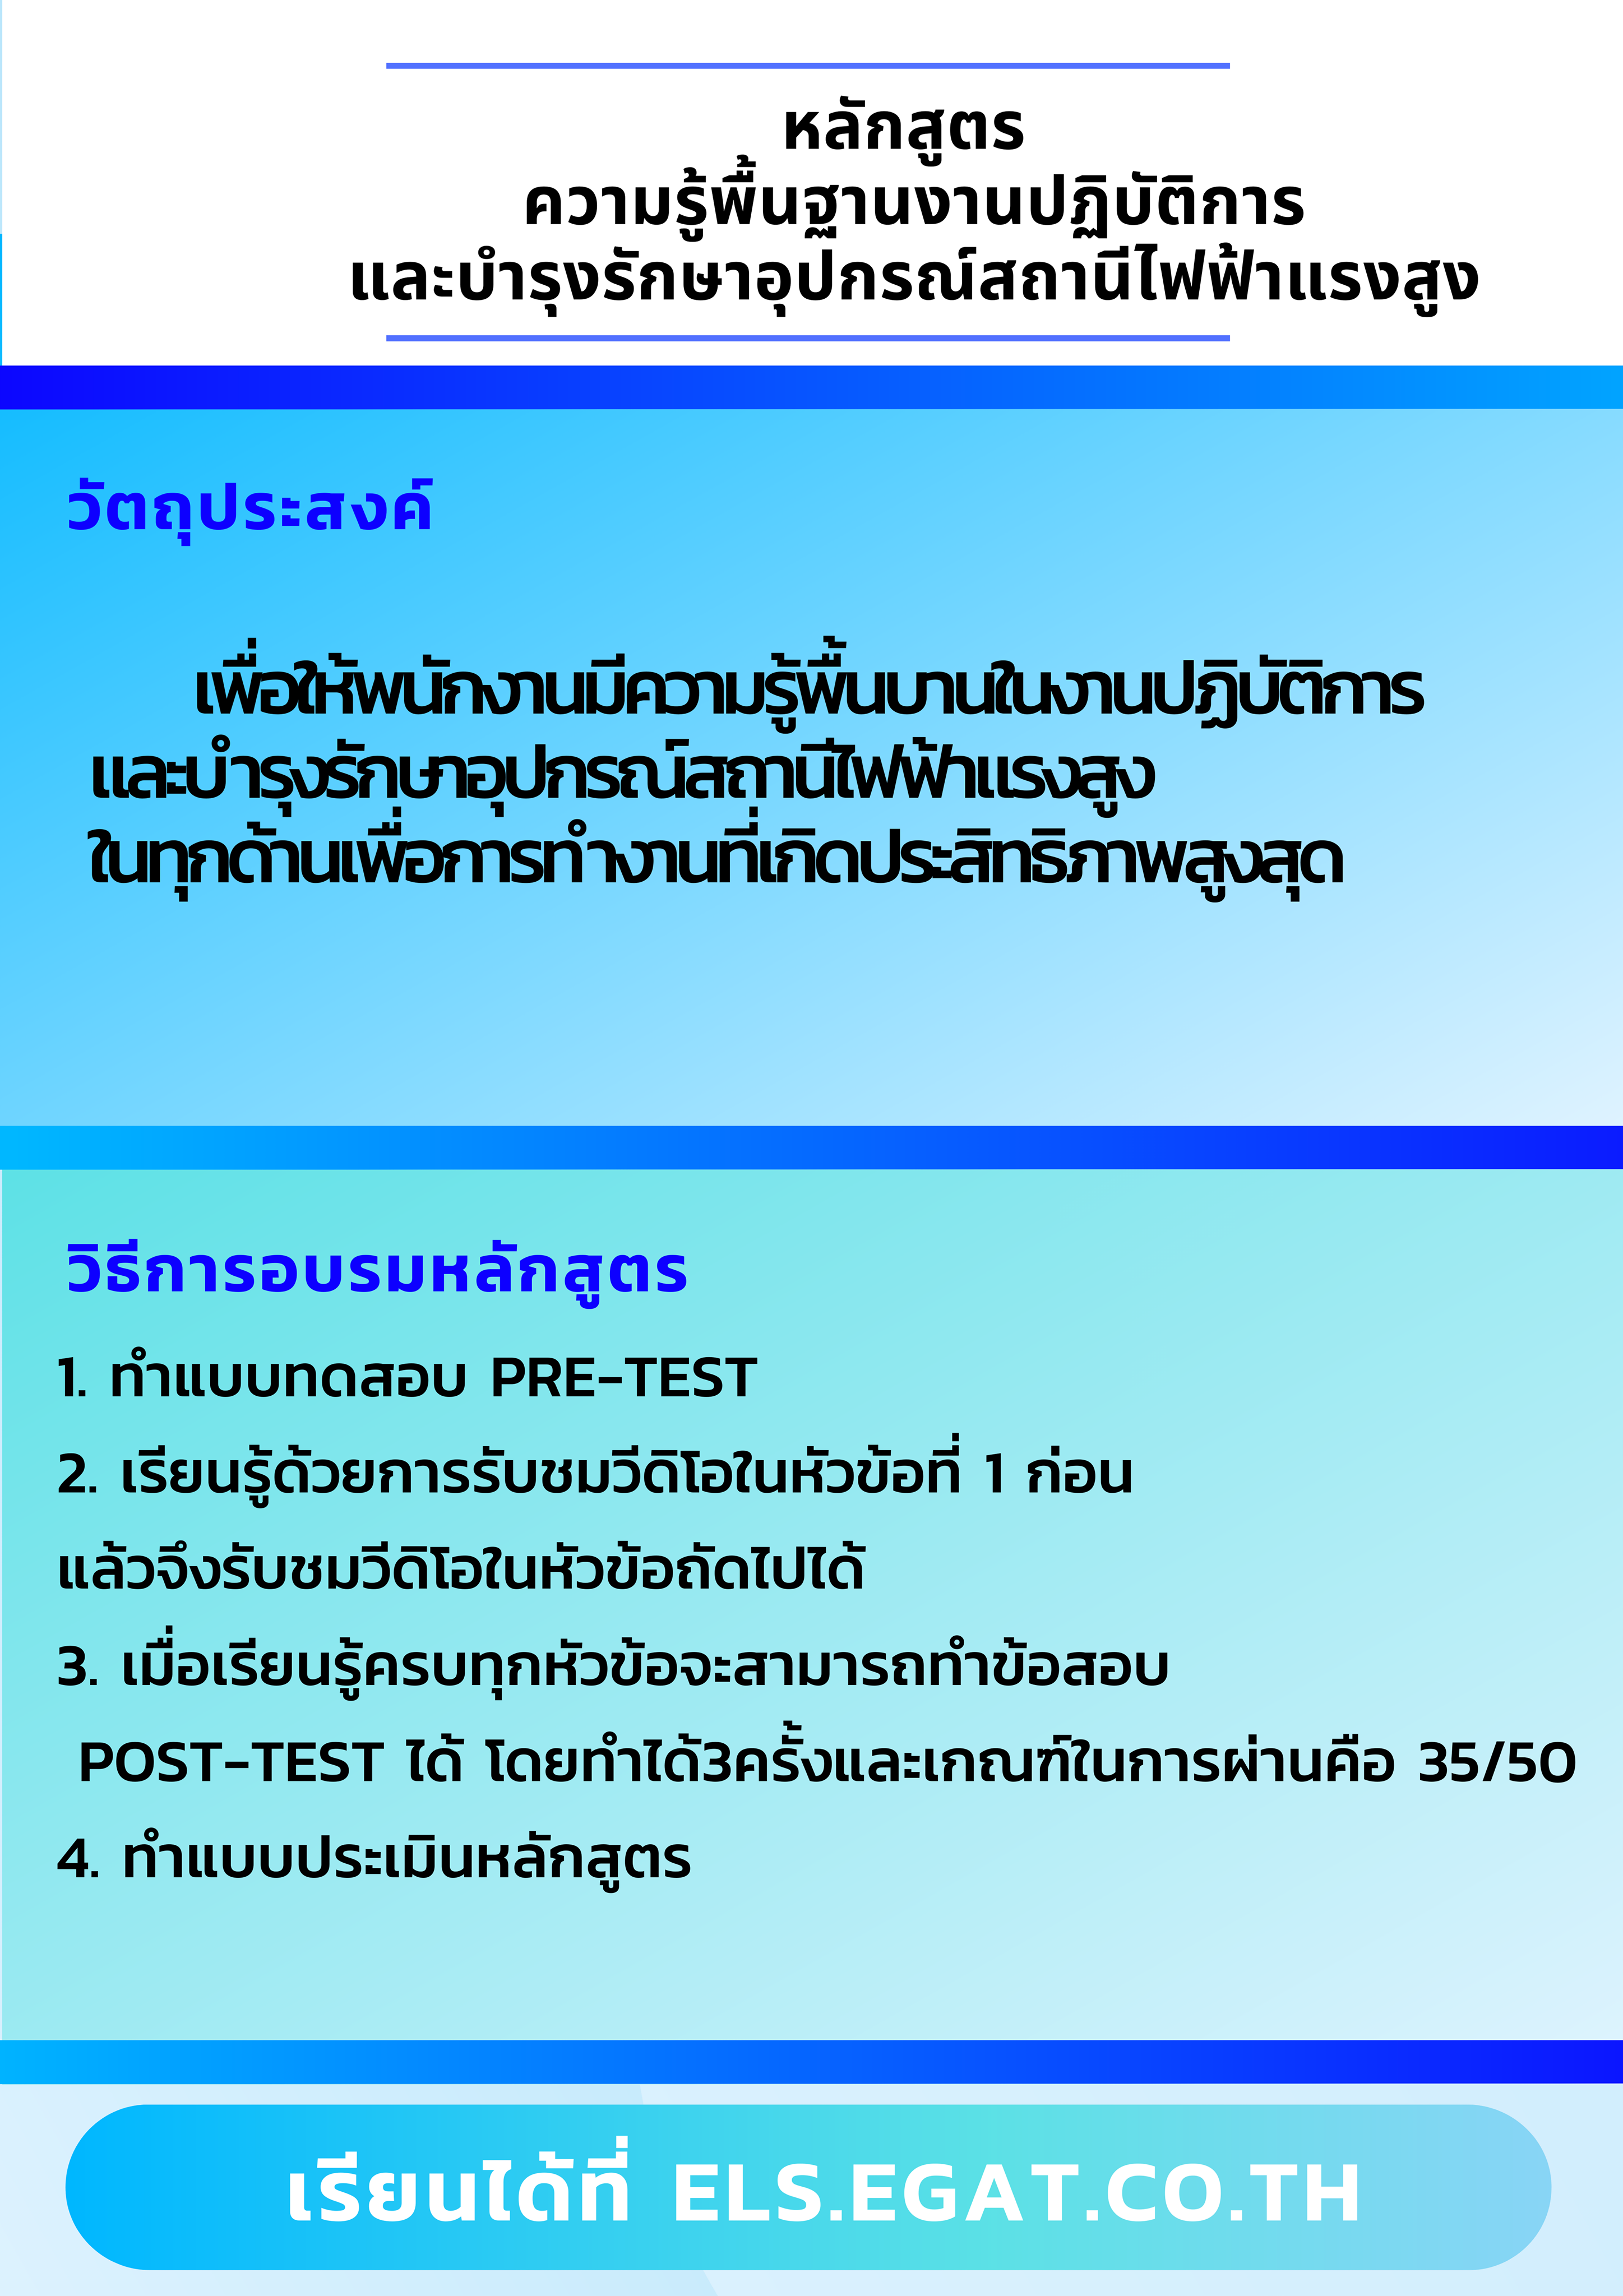 หลักสูตร
ความรู้พื้นฐานงานปฏิบัติการ
และบำรุงรักษาอุปกรณ์สถานีไฟฟ้าแรงสูง
วัตถุประสงค์
เพื่อให้พนักงานมีความรู้พื้นบานในงานปฏิบัติการ
และบำรุงรักษาอุปกรณ์สถานีไฟฟ้าแรงสูง
ในทุกด้านเพื่อการทำงานที่เกิดประสิทธิภาพสูงสุด
วิธีการอบรมหลักสูตร
1. ทำแบบทดสอบ PRE-TEST
2. เรียนรู้ด้วยการรับชมวีดิโอในหัวข้อที่ 1 ก่อน
แล้วจึงรับชมวีดิโอในหัวข้อถัดไปได้
3. เมื่อเรียนรู้ครบทุกหัวข้อจะสามารถทำข้อสอบ
POST-TEST ได้ โดยทำได้3ครั้งและเกณฑ์ในการผ่านคือ 35/50
4. ทำแบบประเมินหลักสูตร
เรียนได้ที่ ELS.EGAT.CO.TH